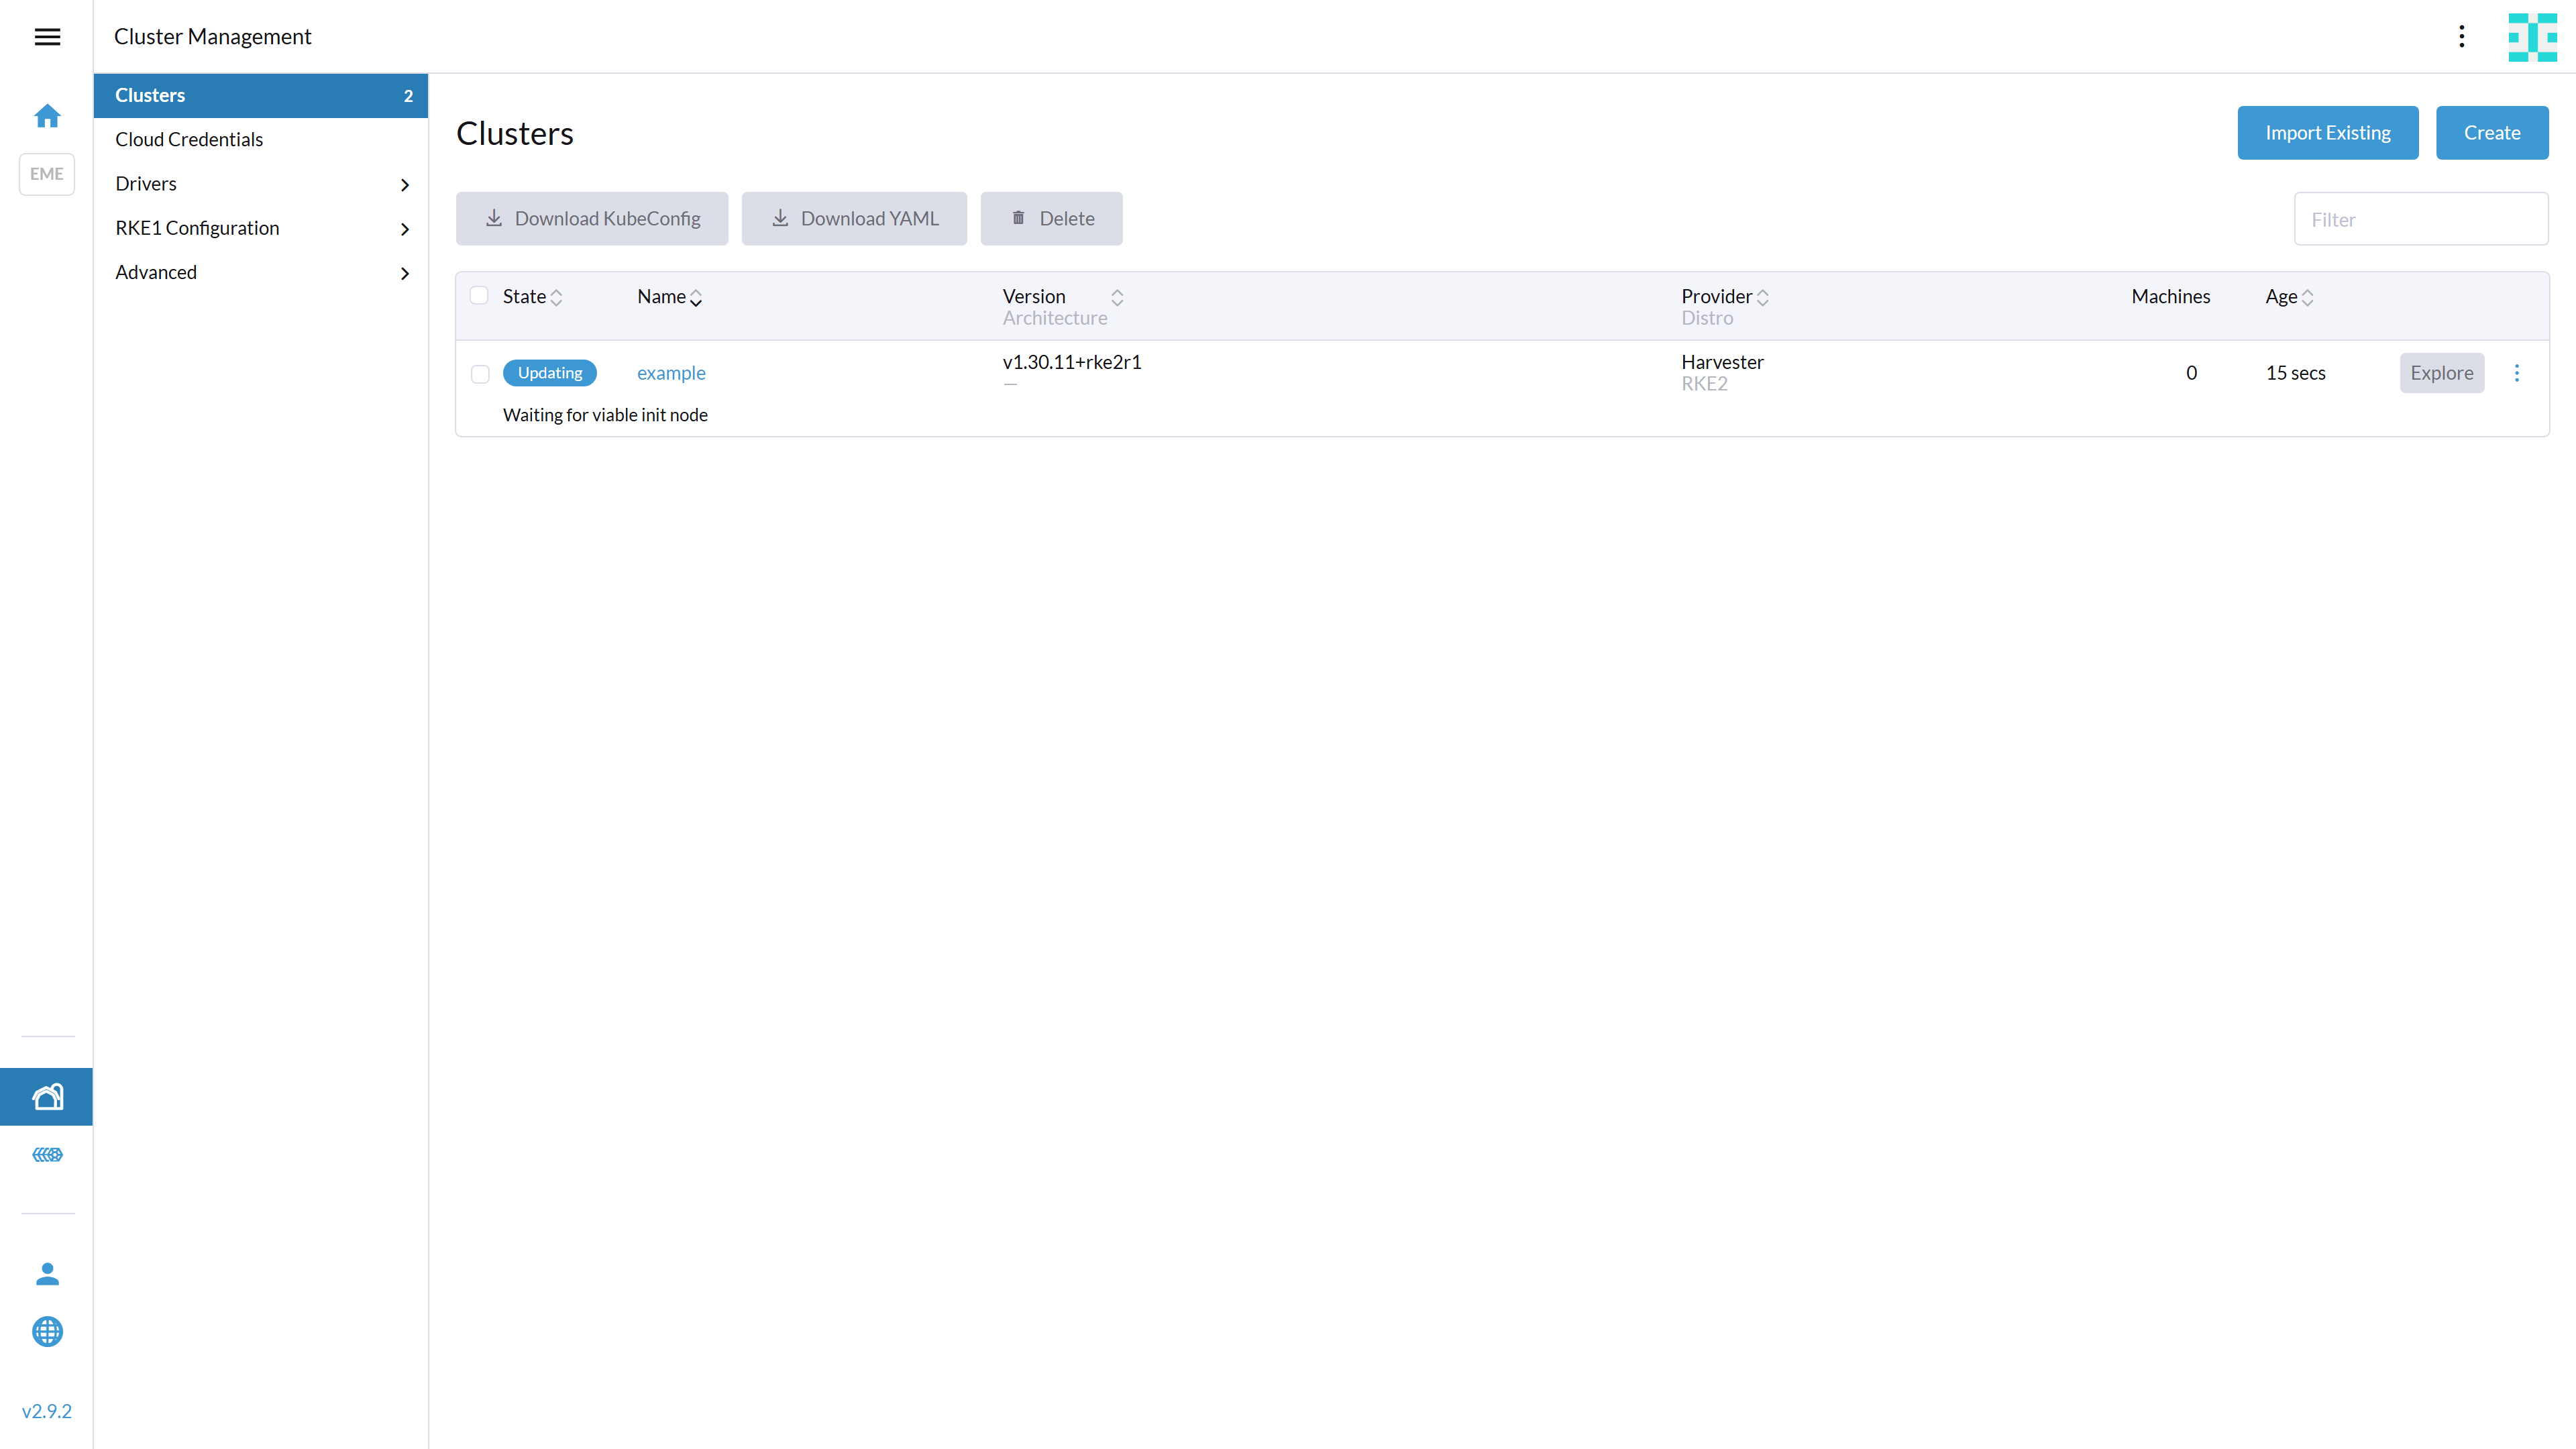 Cluster Management
EME
Clusters 2
Cloud Credentials
Drivers
RKE1 Configuration
Advanced
Clusters
Import Existing
Create
Download KubeConfig
Download YAML
Delete
Filter
State Name Version Provider Machines Age
Architecture Distro
Updating example v1.30.11+rke2r1 Harvester 0 15 secs Explore
— RKE2
Waiting for viable init node
v2.9.2